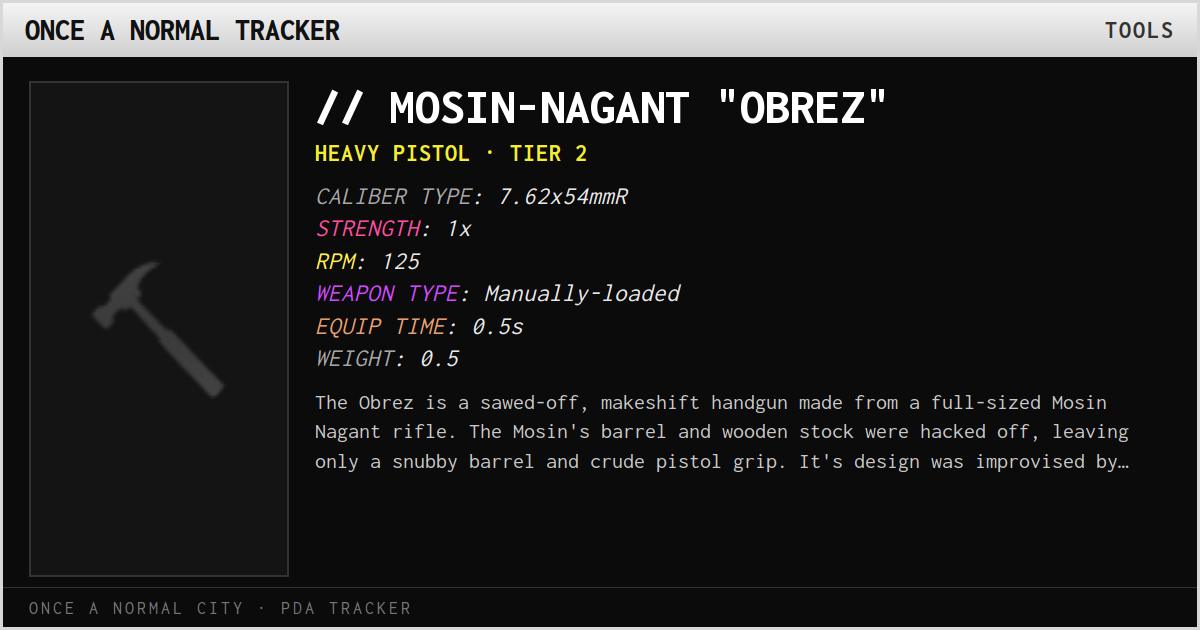 ONCE A NORMAL TRACKER
TOOLS
// MOSIN-NAGANT "OBREZ"
HEAVY PISTOL · TIER 2
CALIBER TYPE: 7.62x54mmR
STRENGTH: 1x
RPM: 125
WEAPON TYPE: Manually-loaded
EQUIP TIME: 0.5s
WEIGHT: 0.5
The Obrez is a sawed-off, makeshift handgun made from a full-sized Mosin
Nagant rifle. The Mosin's barrel and wooden stock were hacked off, leaving
only a snubby barrel and crude pistol grip. It's design was improvised by…
ONCE A NORMAL CITY · PDA TRACKER